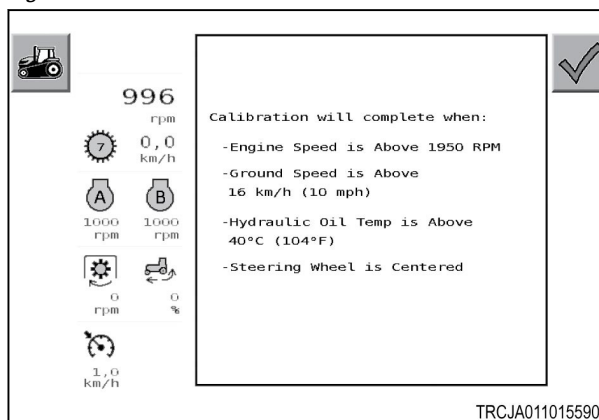 996
rpm
7
0,0
km/h
A
B
1000
1000
rpm
rpm
0
0
rpm
%
1,0
km/h
Calibration will complete when:
-Engine Speed is Above 1950 RPM
-Ground Speed is Above
16 km/h (10 mph)
-Hydraulic Oil Temp is Above
40°C (104°F)
-Steering Wheel is Centered
TRCJA011015590